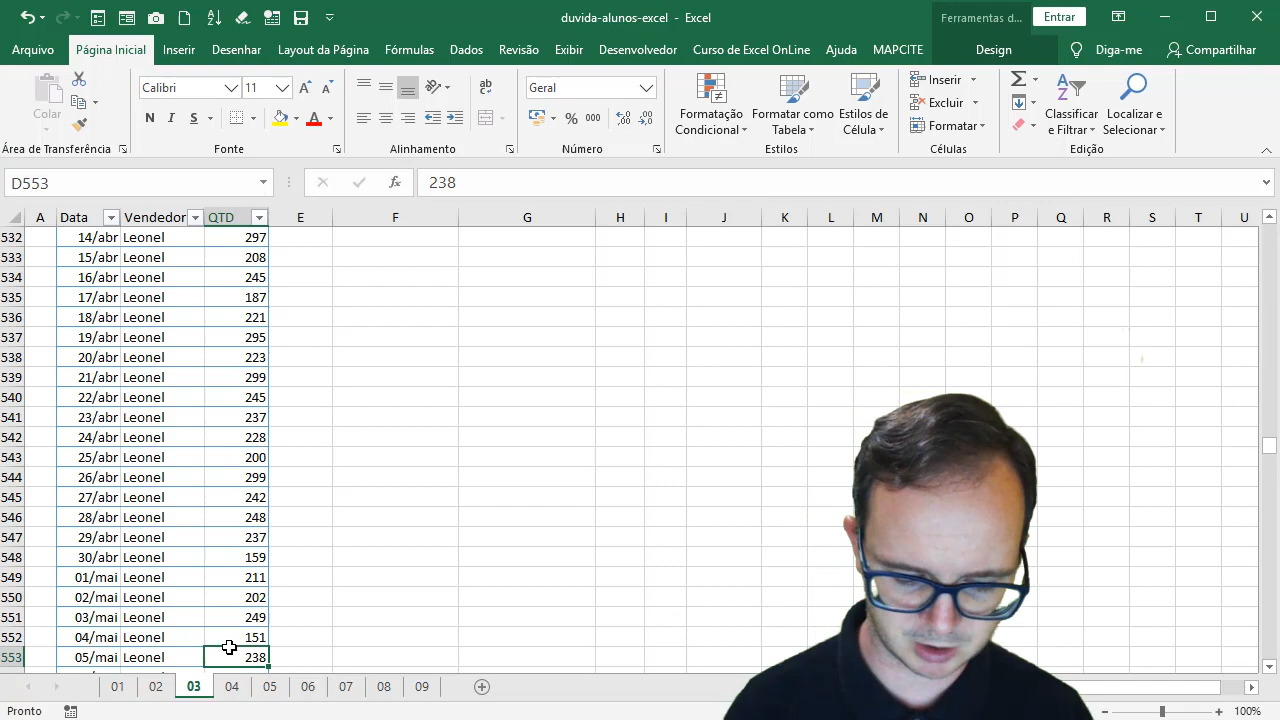 duvida-alunos-excel - Excel
Ferramentas d...
Entrar
Arquivo Página Inicial Inserir Desenhar Layout da Página Fórmulas Dados Revisão Exibir Desenvolvedor Curso de Excel OnLine Ajuda MAPCITE Design Diga-me Compartilhar
Colar
Área de Transferência
Calibri 11
N I S
Fonte
Alinhamento
Geral
% 000
Número
Formatação Condicional
Formatar como Tabela
Estilos de Célula
Estilos
Inserir
Excluir
Formatar
Células
Classificar e Filtrar
Localizar e Selecionar
Edição
D553 fx 238
A Data Vendedor QTD E F G H I J K L M N O P Q R S T U
532 14/abr Leonel 297
533 15/abr Leonel 208
534 16/abr Leonel 245
535 17/abr Leonel 187
536 18/abr Leonel 221
537 19/abr Leonel 295
538 20/abr Leonel 223
539 21/abr Leonel 299
540 22/abr Leonel 245
541 23/abr Leonel 237
542 24/abr Leonel 228
543 25/abr Leonel 200
544 26/abr Leonel 299
545 27/abr Leonel 242
546 28/abr Leonel 248
547 29/abr Leonel 237
548 30/abr Leonel 159
549 01/mai Leonel 211
550 02/mai Leonel 202
551 03/mai Leonel 249
552 04/mai Leonel 151
553 05/mai Leonel 238
01 02 03 04 05 06 07 08 09
Pronto
100%